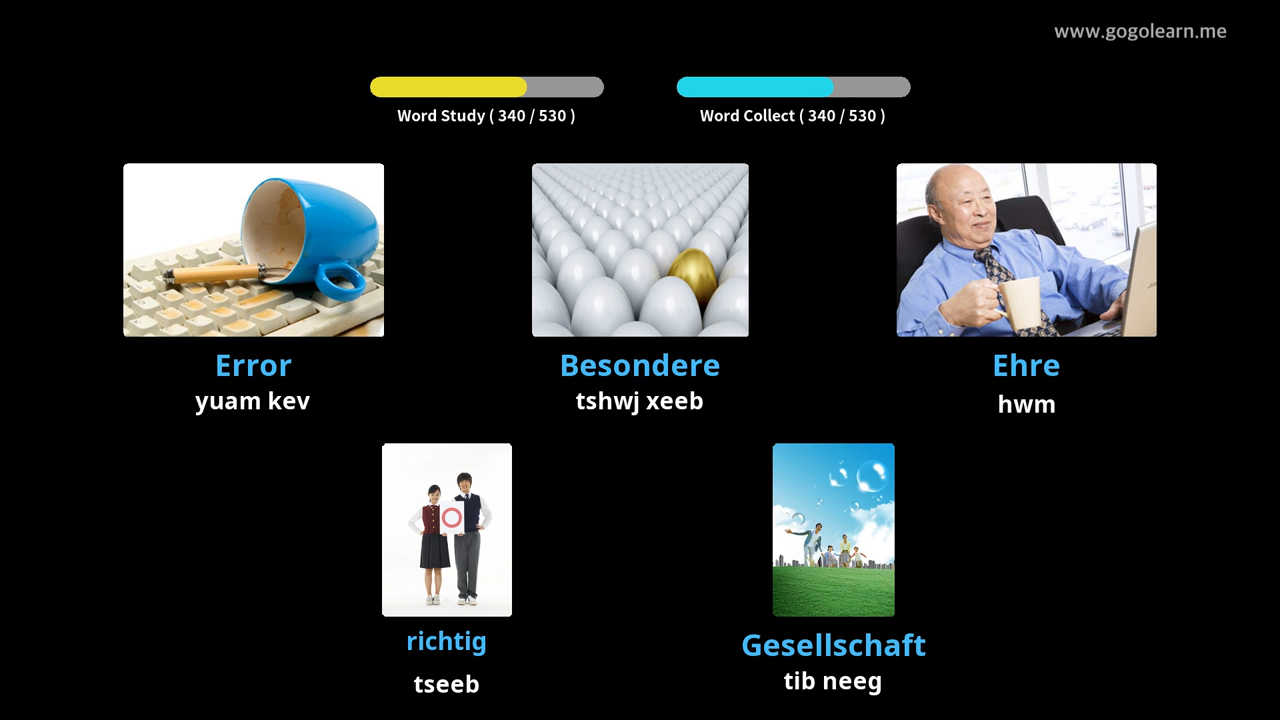 www.gogolearn.me
Word Study ( 340 / 530 )
Word Collect ( 340 / 530 )
Error
yuam kev
Besondere
tshwj xeeb
Ehre
hwm
richtig
tseeb
Gesellschaft
tib neeg